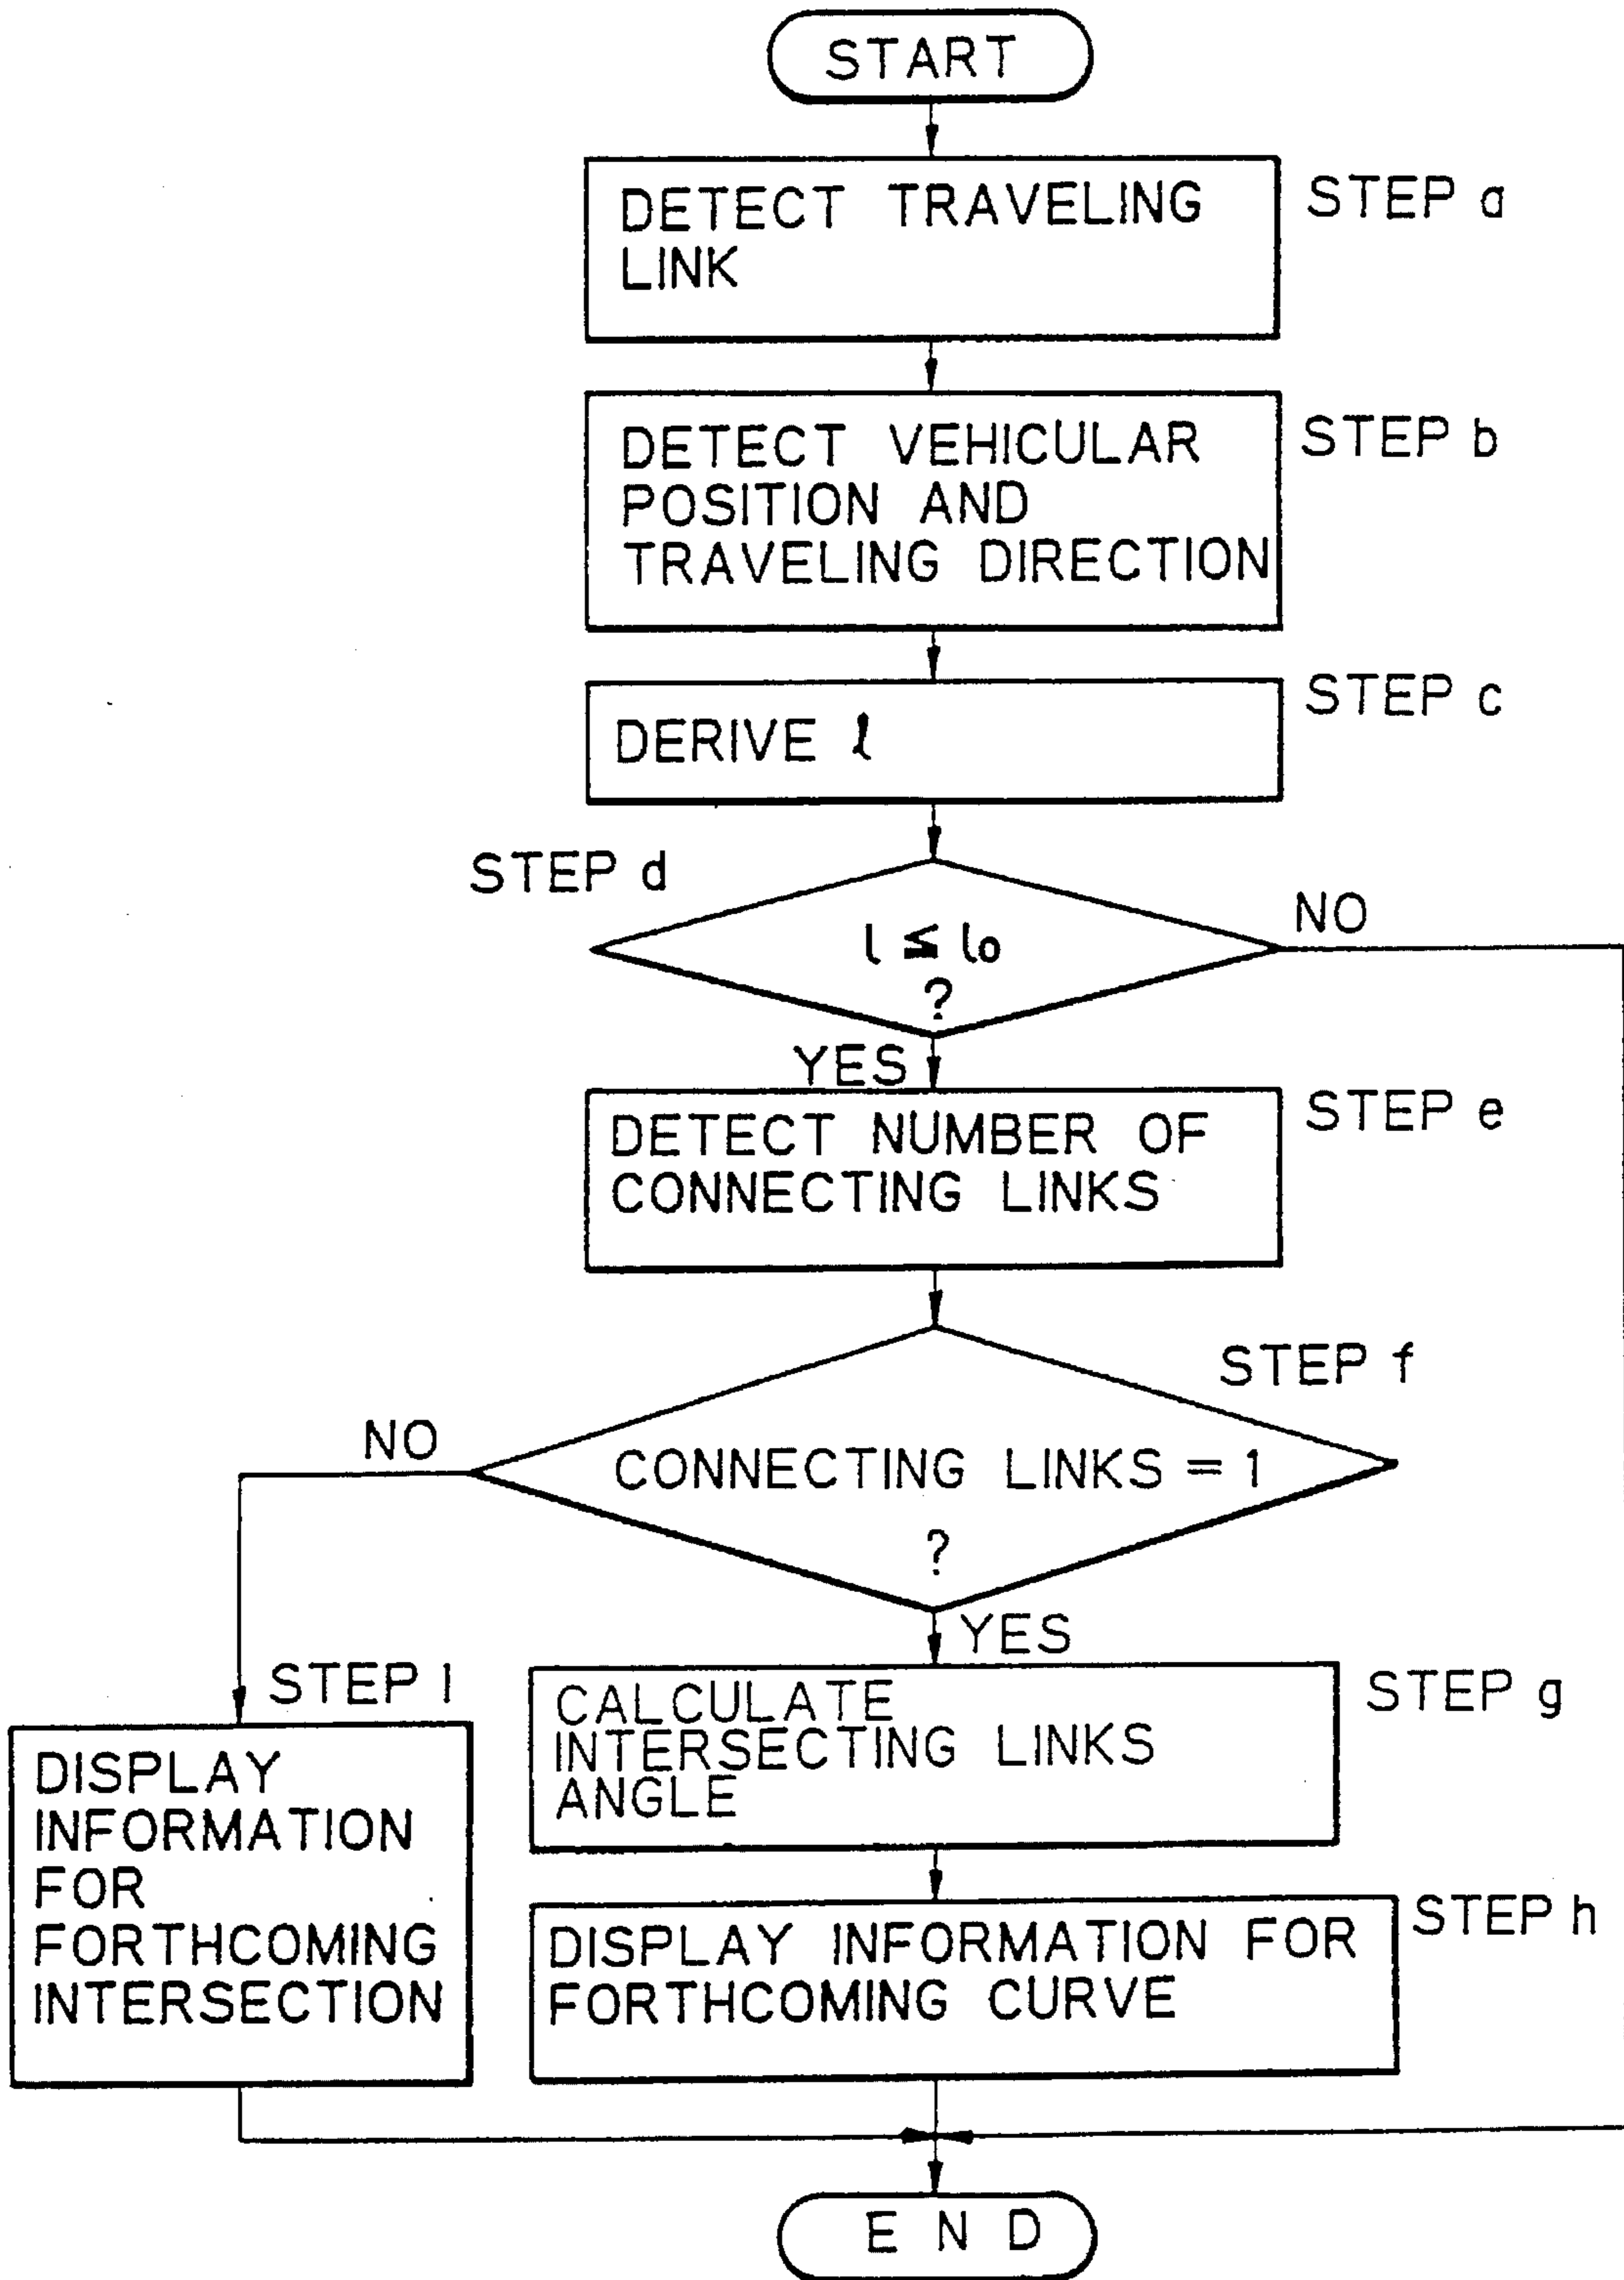 START
DETECT TRAVELING
LINK
STEP a
DETECT VEHICULAR
POSITION AND
TRAVELING DIRECTION
STEP b
DERIVE l
STEP c
STEP d
l ≦ lo
?
NO
YES
DETECT NUMBER OF
CONNECTING LINKS
STEP e
STEP f
CONNECTING LINKS = 1
?
NO
YES
STEP I
DISPLAY
INFORMATION
FOR
FORTHCOMING
INTERSECTION
CALCULATE
INTERSECTING LINKS
ANGLE
STEP g
DISPLAY INFORMATION FOR
FORTHCOMING CURVE
STEP h
END